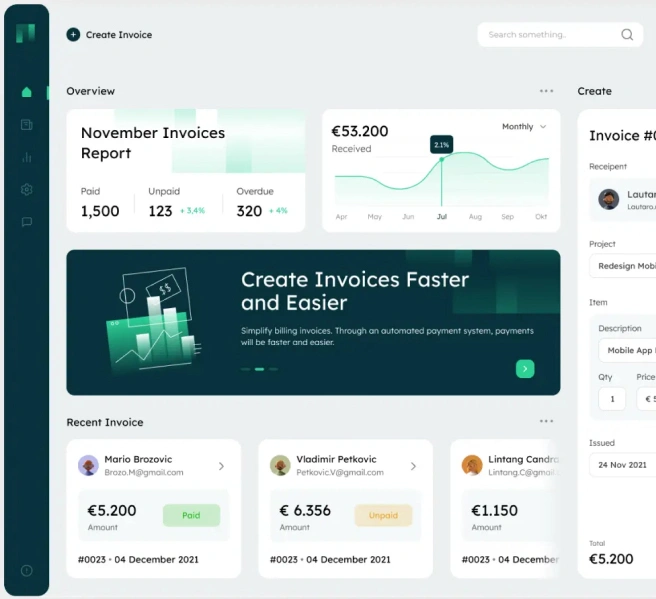 Create Invoice
Search something..
Overview
November Invoices
Report
Paid
Unpaid
Overdue
1,500
123 + 3,4%
320 + 4%
€53.200
Received
Monthly
2.1%
Apr May Jun Jul Aug Sep Okt
Create Invoices Faster
and Easier
Simplify billing invoices. Through an automated payment system, payments
will be faster and easier.
$$
Recent Invoice
Mario Brozovic
Brozo.M@gmail.com
€5.200
Amount
Paid
#0023 • 04 December 2021
Vladimir Petkovic
Petkovic.V@gmail.com
€ 6.356
Amount
Unpaid
#0023 • 04 December 2021
Lintang Candra
Lintang.C@gmail
€1.150
Amount
#0023 • 04 December
Create
Invoice #0
Receipent
Lautar
Lautaro.
Project
Redesign Mobi
Item
Description
Mobile App
Qty
Price
1
€ 5
Issued
24 Nov 2021
Total
€5.200